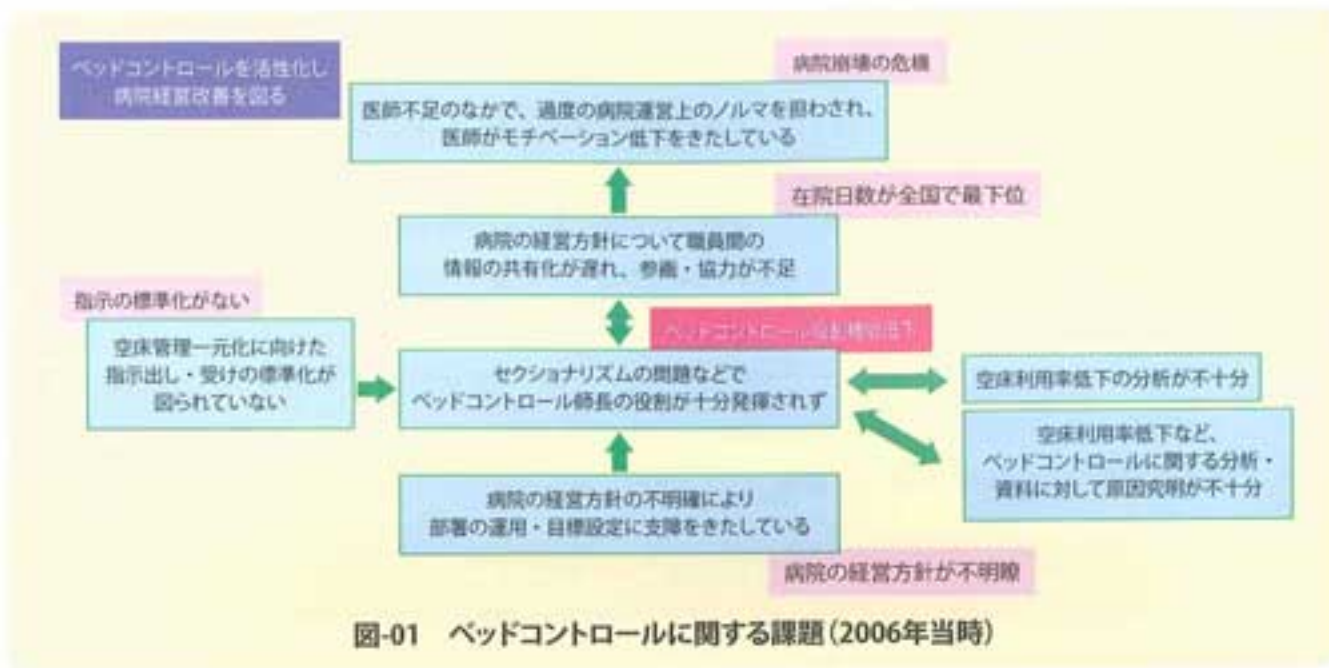 ベッドコントロールを活性化し
病院経営改善を図る
病院崩壊の危機
医師不足のなかで、過度の病院運営上のノルマを担わされ、
医師がモチベーション低下をきたしている
在院日数が全国で最下位
病院の経営方針について職員間の
情報の共有化が遅れ、参画・協力が不足
指示の標準化がない
空床管理一元化に向けた
指示出し・受けの標準化が
図られていない
ベッドコントロール
セクショナリズムの問題などで
ベッドコントロール師長の役割が十分発揮されず
空床利用率低下の分析が不十分
空床利用率低下など、
ベッドコントロールに関する分析・
資料に対して原因究明が不十分
病院の経営方針の不明確により
部署の運用・目標設定に支障をきたしている
病院の経営方針が不明瞭
図-01 ベッドコントロールに関する課題(2006年当時)